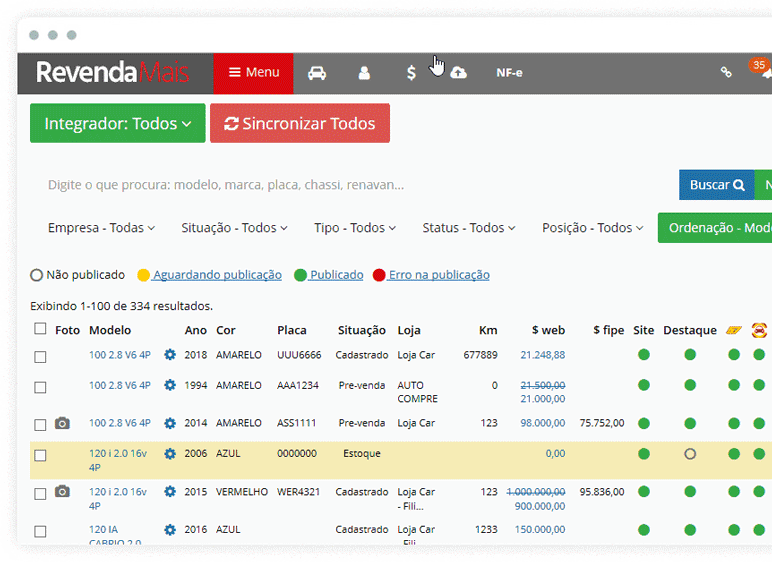 RevendaMais Menu $ NF-e 35
Integrador: Todos Sincronizar Todos
Digite o que procura: modelo, marca, placa, chassi, renavan... Buscar N
Empresa - Todas Situação - Todos Tipo - Todos Status - Todos Posição - Todos Ordenação - Mode
Não publicado Aguardando publicação Publicado Erro na publicação
Exibindo 1-100 de 334 resultados.
Foto Modelo Ano Cor Placa Situação Loja Km $ web $ fipe Site Destaque
100 2.8 V6 4P 2018 AMARELO UUU6666 Cadastrado Loja Car 677889 21.248,88
100 2.8 V6 4P 1994 AMARELO AAA1234 Pre-venda AUTO 0 21.500,00
COMPRE 21.000,00
100 2.8 V6 4P 2014 AMARELO ASS1111 Pre-venda Loja Car 123 98.000,00 75.752,00
120 i 2.0 16v 2006 AZUL 0000000 Estoque 0,00
4P
120 i 2.0 16v 2015 VERMELHO WER4321 Cadastrado Loja Car 123 1.000.000,00 95.836,00
4P - Fili... 900.000,00
120 IA 2016 AZUL Cadastrado Loja Car 1233 150.000,00
CABRIO 2.0 - Fili...